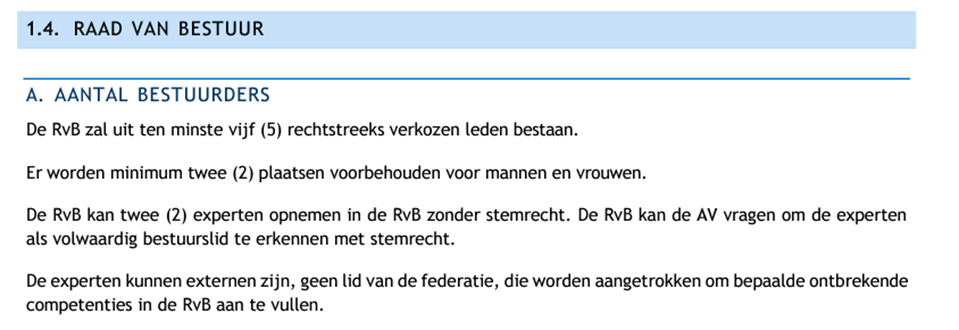 1.4. RAAD VAN BESTUUR
A. AANTAL BESTUURDERS
De RvB zal uit ten minste vijf (5) rechtstreeks verkozen leden bestaan.
Er worden minimum twee (2) plaatsen voorbehouden voor mannen en vrouwen.
De RvB kan twee (2) experten opnemen in de RvB zonder stemrecht. De RvB kan de AV vragen om de experten
als volwaardig bestuurslid te erkennen met stemrecht.
De experten kunnen externen zijn, geen lid van de federatie, die worden aangetrokken om bepaalde ontbrekende
competenties in de RvB aan te vullen.